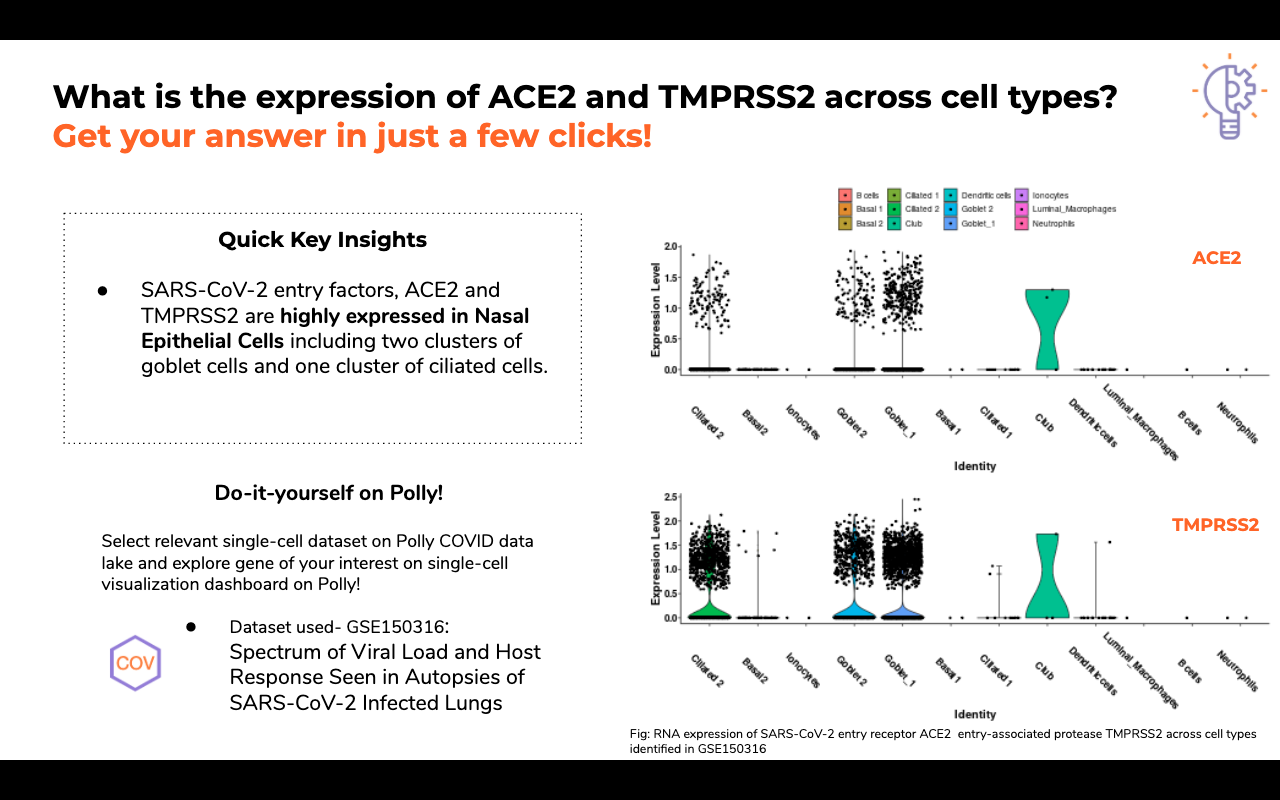 What is the expression of ACE2 and TMPRSS2 across cell types?
Get your answer in just a few clicks!
Quick Key Insights
● SARS-CoV-2 entry factors, ACE2 and
TMPRSS2 are highly expressed in Nasal
Epithelial Cells including two clusters of
goblet cells and one cluster of ciliated cells.
Do-it-yourself on Polly!
Select relevant single-cell dataset on Polly COVID data
lake and explore gene of your interest on single-cell
visualization dashboard on Polly!
COV
● Dataset used- GSE150316:
Spectrum of Viral Load and Host
Response Seen in Autopsies of
SARS-CoV-2 Infected Lungs
B cells Ciliated 1 Dendritic cells Ionocytes
Basal 1 Ciliated 2 Goblet 2 Luminal_Macrophages
Basal 2 Club Goblet_1 Neutrophils
ACE2
Expression Level
2.0
1.5
1.0
0.5
0.0
Ciliated 2 Basal 2 Ionocytes Goblet 2 Goblet_1 Basal 1 Ciliated 1 Club Dendritic cells Luminal_Macrophages B cells Neutrophils
Identity
TMPRSS2
Expression Level
2.5
2.0
1.5
1.0
0.5
0.0
Ciliated 2 Basal 2 Ionocytes Goblet 2 Goblet_1 Basal 1 Ciliated 1 Club Dendritic cells Luminal_Macrophages B cells Neutrophils
Identity
Fig: RNA expression of SARS-CoV-2 entry receptor ACE2 entry-associated protease TMPRSS2 across cell types
identified in GSE150316